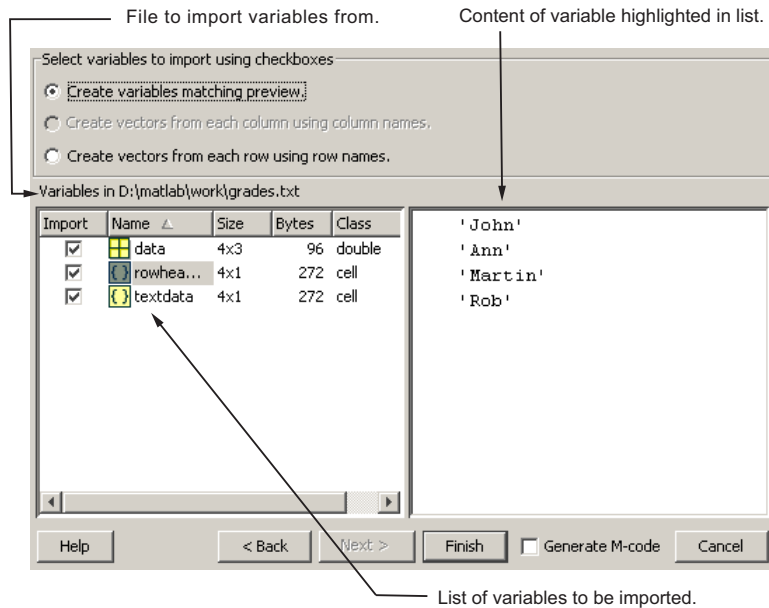 File to import variables from.
Content of variable highlighted in list.
Select variables to import using checkboxes
Create variables matching preview.
Create vectors from each column using column names.
Create vectors from each row using row names.
Variables in D:\matlab\work\grades.txt
Import Name Size Bytes Class
data 4x3 96 double
rowhea... 4x1 272 cell
textdata 4x1 272 cell
'John'
'Ann'
'Martin'
'Rob'
Help < Back Next > Finish Generate M-code Cancel
List of variables to be imported.